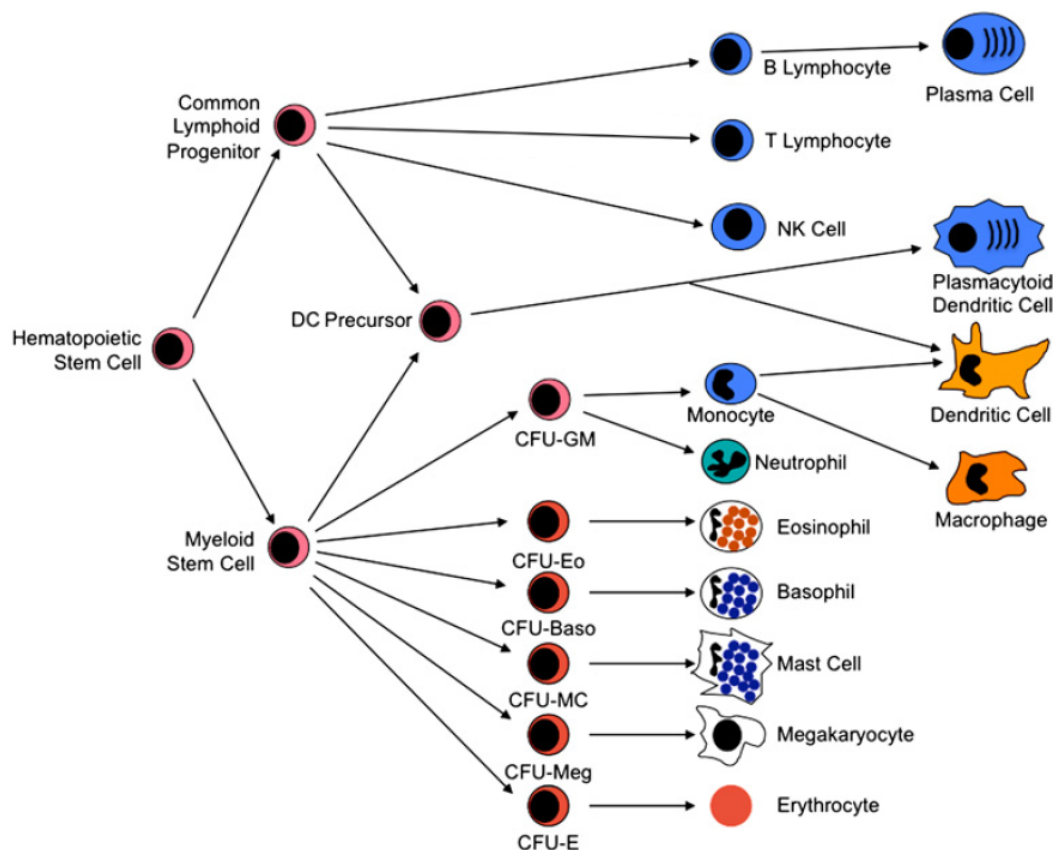 B Lymphocyte
Plasma Cell
Common
Lymphoid
Progenitor
T Lymphocyte
NK Cell
Plasmacytoid
Dendritic Cell
DC Precursor
Hematopoietic
Stem Cell
Monocyte
Dendritic Cell
CFU-GM
Neutrophil
Macrophage
Myeloid
Stem Cell
Eosinophil
CFU-Eo
Basophil
CFU-Baso
Mast Cell
CFU-MC
Megakaryocyte
CFU-Meg
Erythrocyte
CFU-E